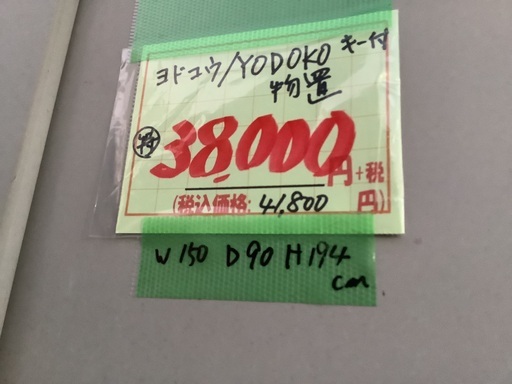 ヨドコウ/YODOKO キー付
物置
特 38,000円+税
(税込価格: 41,800円)
W150 D90 H194
cm